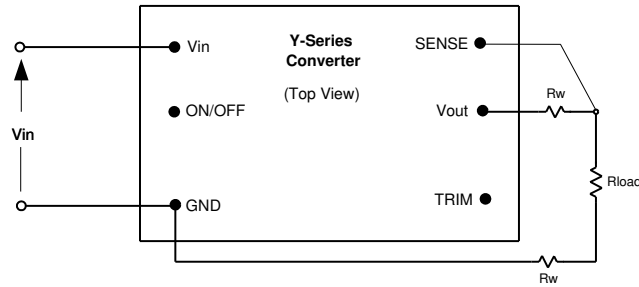 Y-Series
Converter
(Top View)
Vin
SENSE
ON/OFF
Vout
Rw
Vin
Rload
GND
TRIM
Rw